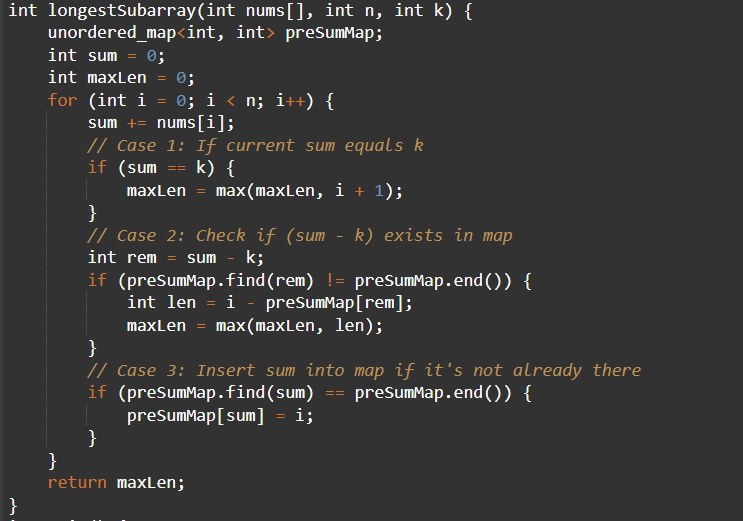 int longestSubarray(int nums[], int n, int k) {
    unordered_map<int, int> preSumMap;
    int sum = 0;
    int maxLen = 0;
    for (int i = 0; i < n; i++) {
        sum += nums[i];
        // Case 1: If current sum equals k
        if (sum == k) {
            maxLen = max(maxLen, i + 1);
        }
        // Case 2: Check if (sum - k) exists in map
        int rem = sum - k;
        if (preSumMap.find(rem) != preSumMap.end()) {
            int len = i - preSumMap[rem];
            maxLen = max(maxLen, len);
        }
        // Case 3: Insert sum into map if it's not already there
        if (preSumMap.find(sum) == preSumMap.end()) {
            preSumMap[sum] = i;
        }
    }
    return maxLen;
}